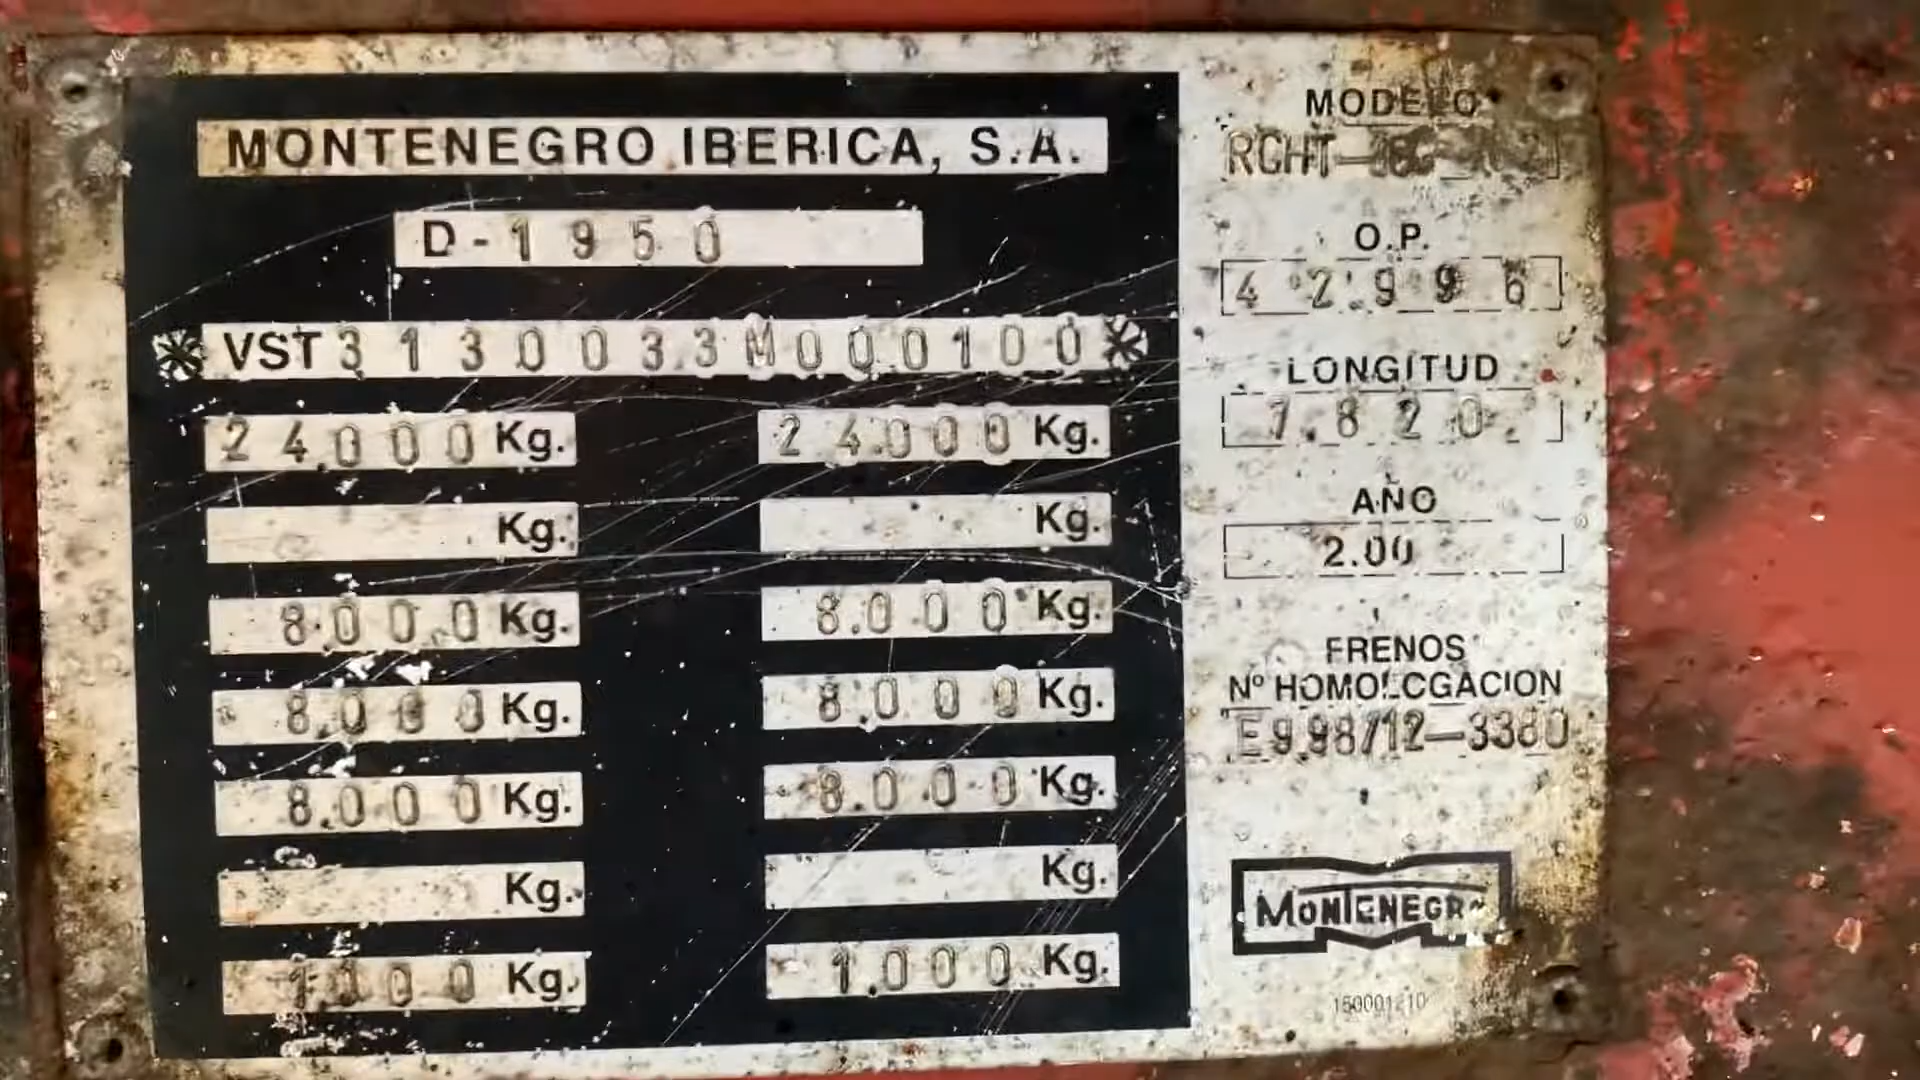 MONTENEGRO IBERICA, S.A.
D-1950
* VST3130033M000100*
24.000 Kg. 24.000 Kg.
Kg. Kg.
8.000 Kg. 8.000 Kg.
8.000 Kg. 8.000 Kg.
8.000 Kg. 8.000 Kg.
Kg. Kg.
1.000 Kg. 1.000 Kg.
MODELO
O.P.
42.996
LONGITUD
7.820
AÑO
2.00
FRENOS
Nº HOMOLOGACION
E9.98/12-3380
MONTENEGRO